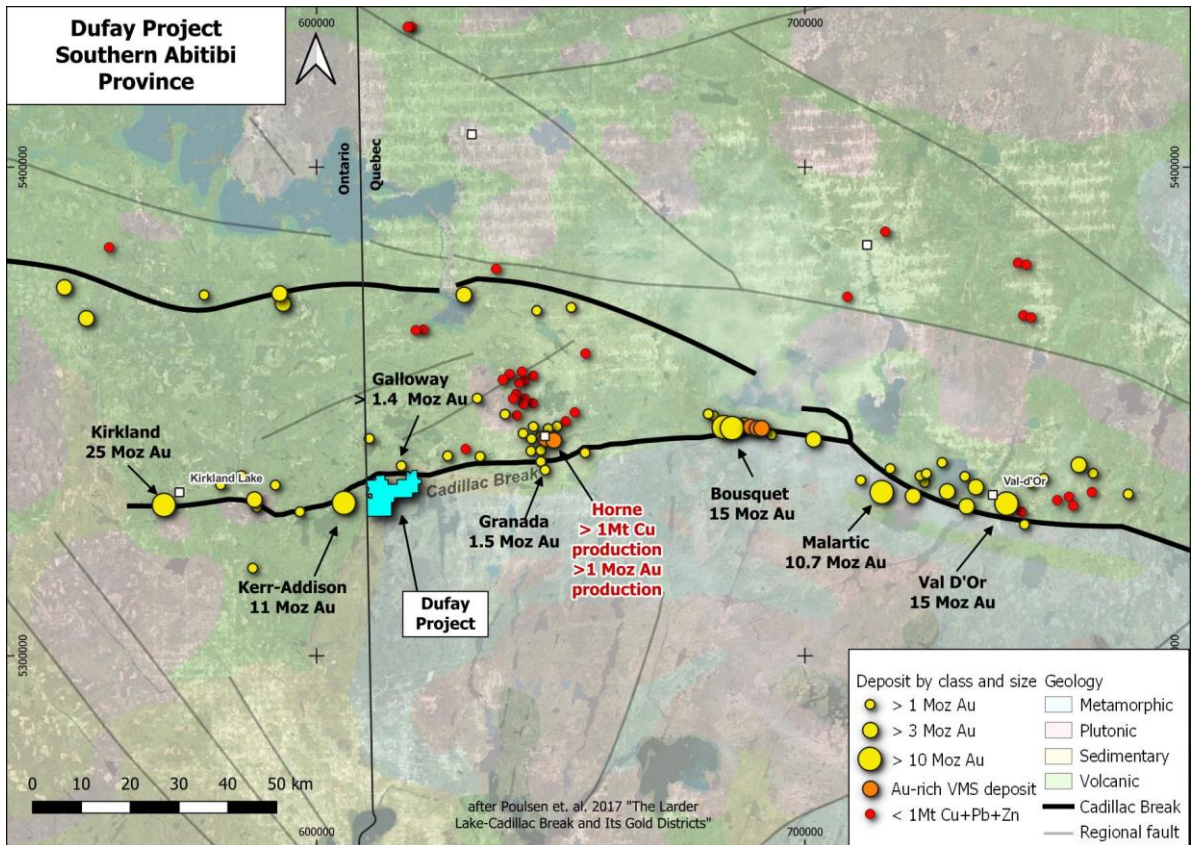 Dufay Project
Southern Abitibi
Province
600000
700000
5400000
5400000
Ontario
Quebec
Galloway
> 1.4 Moz Au
Kirkland
25 Moz Au
Kirkland Lake
Cadillac Break
Kerr-Addison
11 Moz Au
Dufay
Project
Granada
1.5 Moz Au
Horne
> 1Mt Cu
production
>1 Moz Au
production
Bousquet
15 Moz Au
Malartic
10.7 Moz Au
Val-d'Or
Val D'Or
15 Moz Au
5300000
0 10 20 30 40 50 km
after Poulsen et. al. 2017 "The Larder
Lake-Cadillac Break and Its Gold Districts"
600000
700000
Deposit by class and size
> 1 Moz Au
> 3 Moz Au
> 10 Moz Au
Au-rich VMS deposit
< 1Mt Cu+Pb+Zn
Geology
Metamorphic
Plutonic
Sedimentary
Volcanic
Cadillac Break
Regional fault